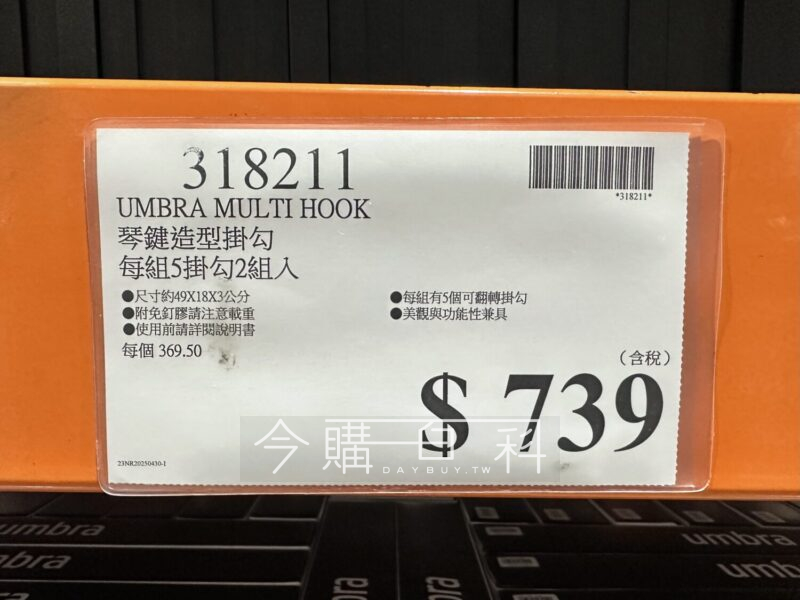 318211
*318211*
UMBRA MULTI HOOK
琴鍵造型掛勾
每組5掛勾2組入
●尺寸約49X18X3公分
●附免釘膠請注意載重
●使用前請詳閱說明書
●每組有5個可翻轉掛勾
●美觀與功能性兼具
每個 369.50
(含稅)
$ 739
23NR20250430-1
今購百科
DAYBUY.TW
umbra
umbra
umbra
umbra